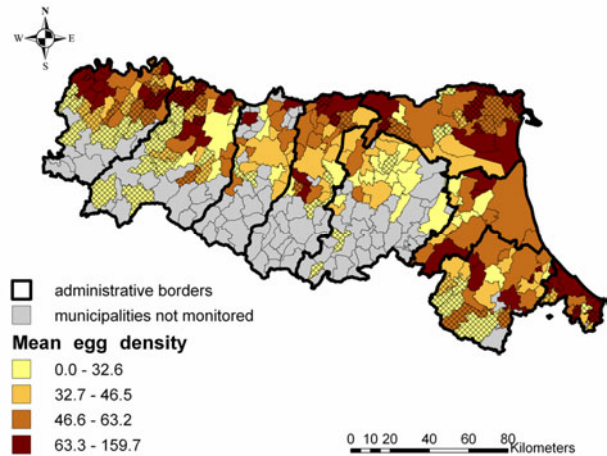 N
W E
S
administrative borders
municipalities not monitored
Mean egg density
0.0 - 32.6
32.7 - 46.5
46.6 - 63.2
63.3 - 159.7
0 10 20 40 60 80
Kilometers